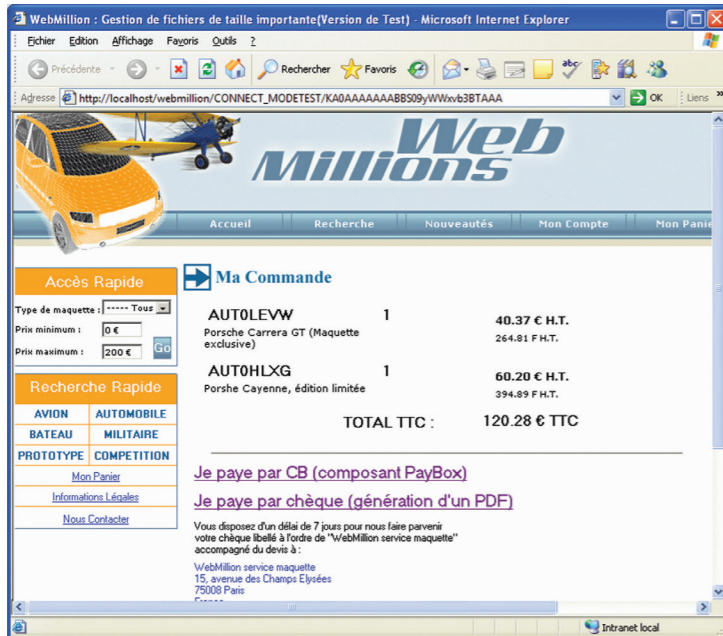 WebMillion : Gestion de fichiers de taille importante(Version de Test) - Microsoft Internet Explorer
Fichier Edition Affichage Favoris Outils ?
Précédente Rechercher Favoris
Adresse http://localhost/webmillion/CONNECT_MODETEST/KA0AAAAAAABBS09yWWxvb3BTAAA OK Liens
Web Millions
Accueil Recherche Nouveautés Mon Compte Mon Panie
Accès Rapide
Type de maquette : ----- Tous
Prix minimum : 0 €
Prix maximum : 200 € Go
Recherche Rapide
AVION AUTOMOBILE
BATEAU MILITAIRE
PROTOTYPE COMPETITION
Mon Panier
Informations Légales
Nous Contacter
Ma Commande
AUT0LEVW 1 40.37 € H.T.
Porsche Carrera GT (Maquette exclusive) 264.81 F H.T.
AUT0HLXG 1 60.20 € H.T.
Porshe Cayenne, édition limitée 394.89 F H.T.
TOTAL TTC : 120.28 € TTC
Je paye par CB (composant PayBox)
Je paye par chèque (génération d'un PDF)
Vous disposez d'un délai de 7 jours pour nous faire parvenir
votre chèque libellé à l'ordre de "WebMillion service maquette"
accompagné du devis à :
WebMillion service maquette
15, avenue des Champs Elysées
75008 Paris
France
Intranet local